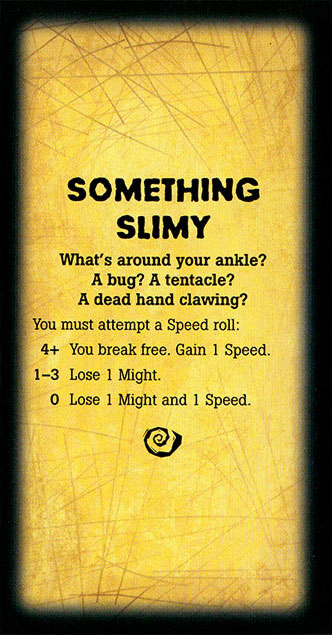 SOMETHING
SLIMY
What's around your ankle?
A bug? A tentacle?
A dead hand clawing?
You must attempt a Speed roll:
4+ You break free. Gain 1 Speed.
1–3 Lose 1 Might.
0 Lose 1 Might and 1 Speed.